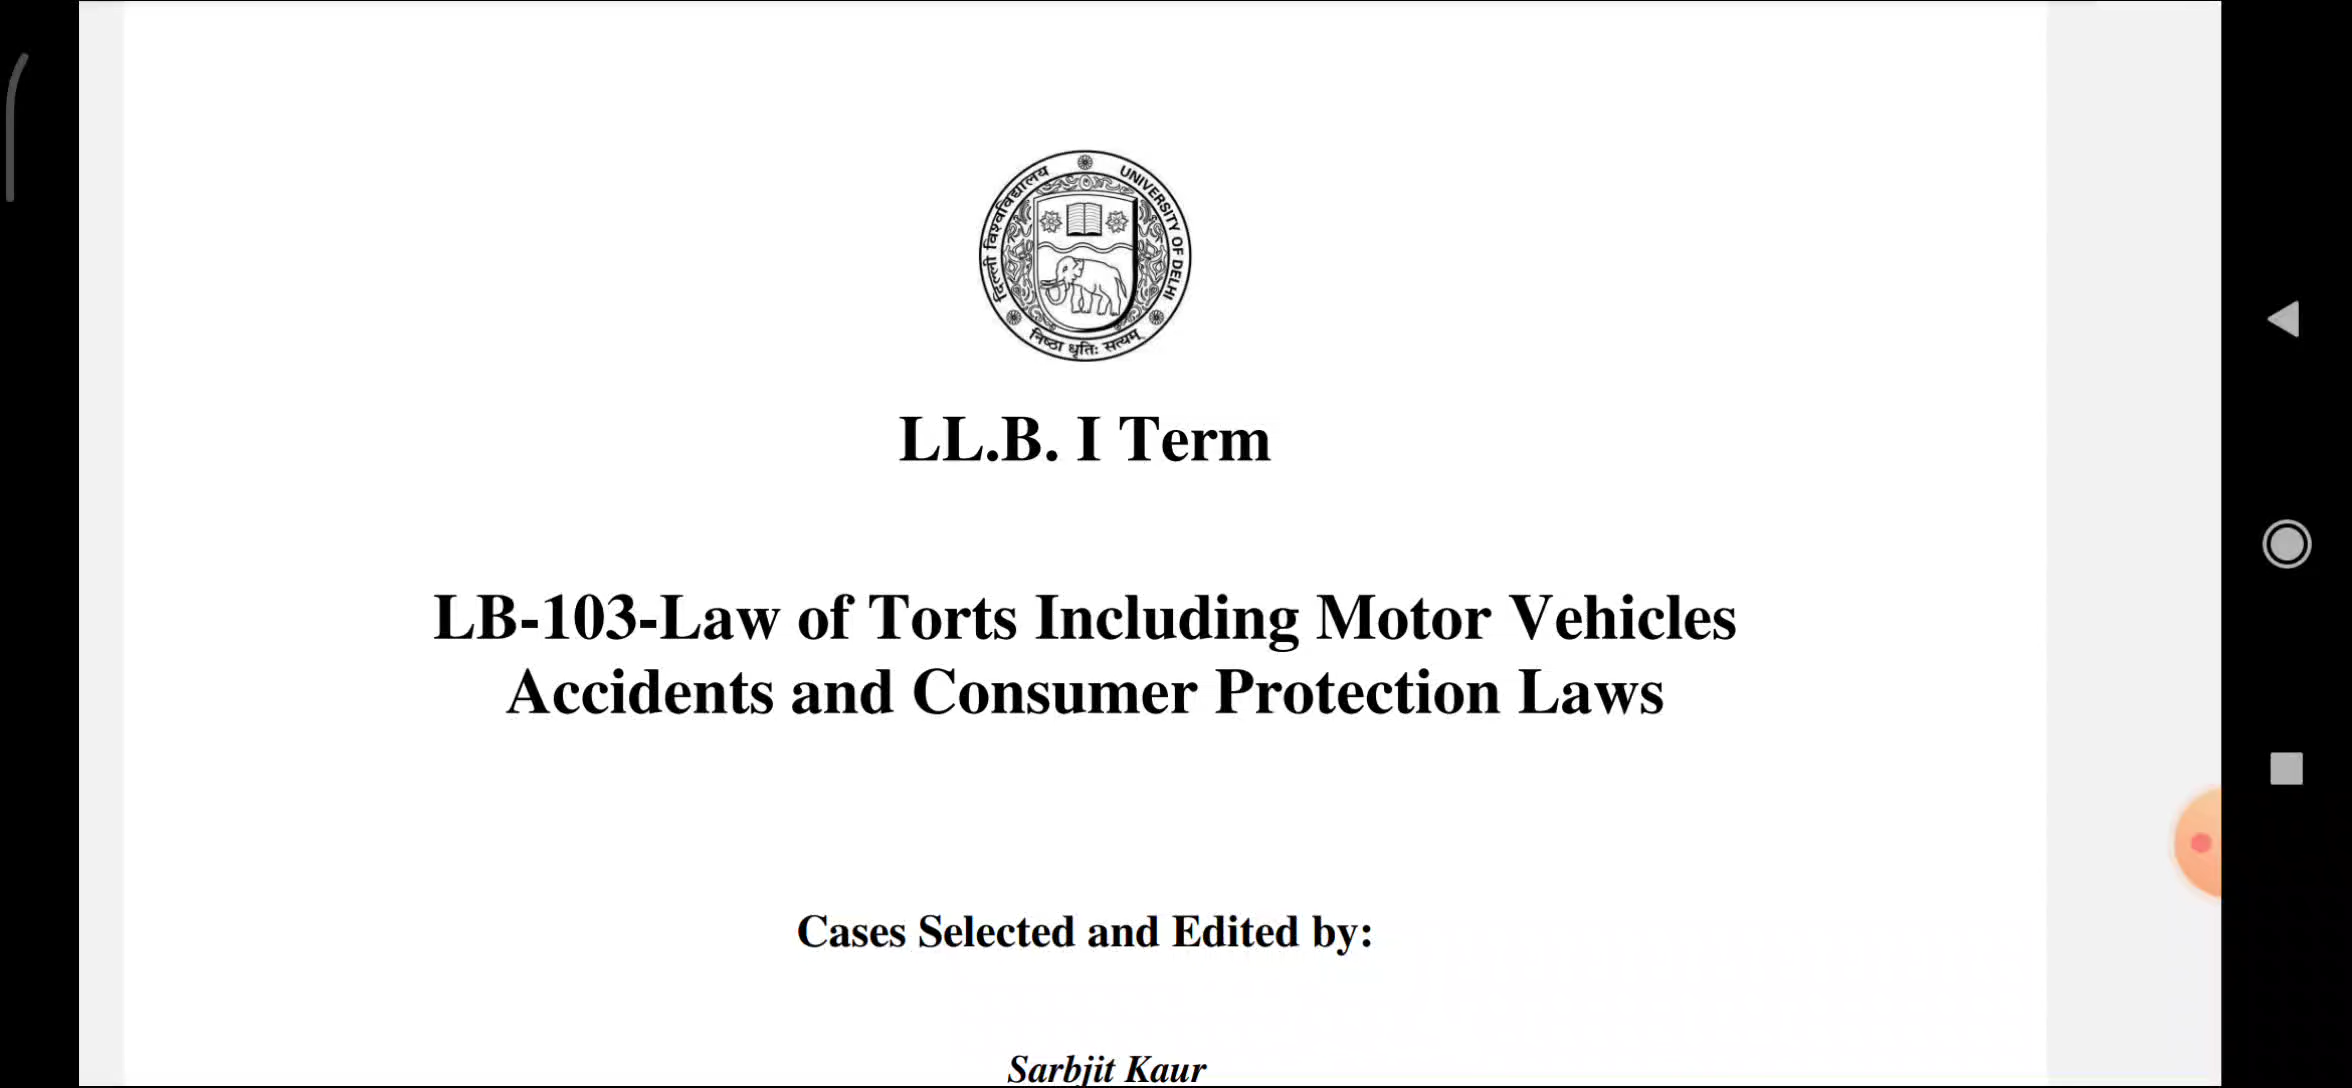 दिल्ली विश्वविद्यालय
UNIVERSITY OF DELHI
निष्ठा धृतिः सत्यम्
LL.B. I Term
LB-103-Law of Torts Including Motor Vehicles
Accidents and Consumer Protection Laws
Cases Selected and Edited by:
Sarbjit Kaur